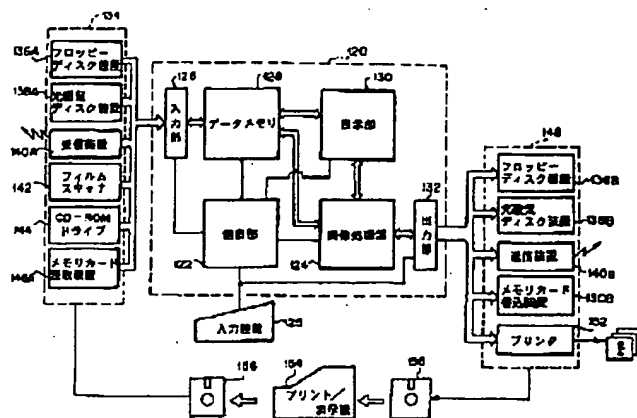 134
136A
フロッピー
ディスク装置
138A
光磁気
ディスク装置
140A
受信装置
142
フィルム
スキャナ
144
CD-ROM
ドライブ
146A
メモリカード
読取装置
120
126
入力部
128
データメモリ
130
表示部
122
制御部
124
画像処理部
132
出力部
入力装置
148
フロッピー
ディスク装置
136B
光磁気
ディスク装置
138B
送信装置
140B
メモリカード
書込装置
プリンタ
152
156
154
プリント/
156